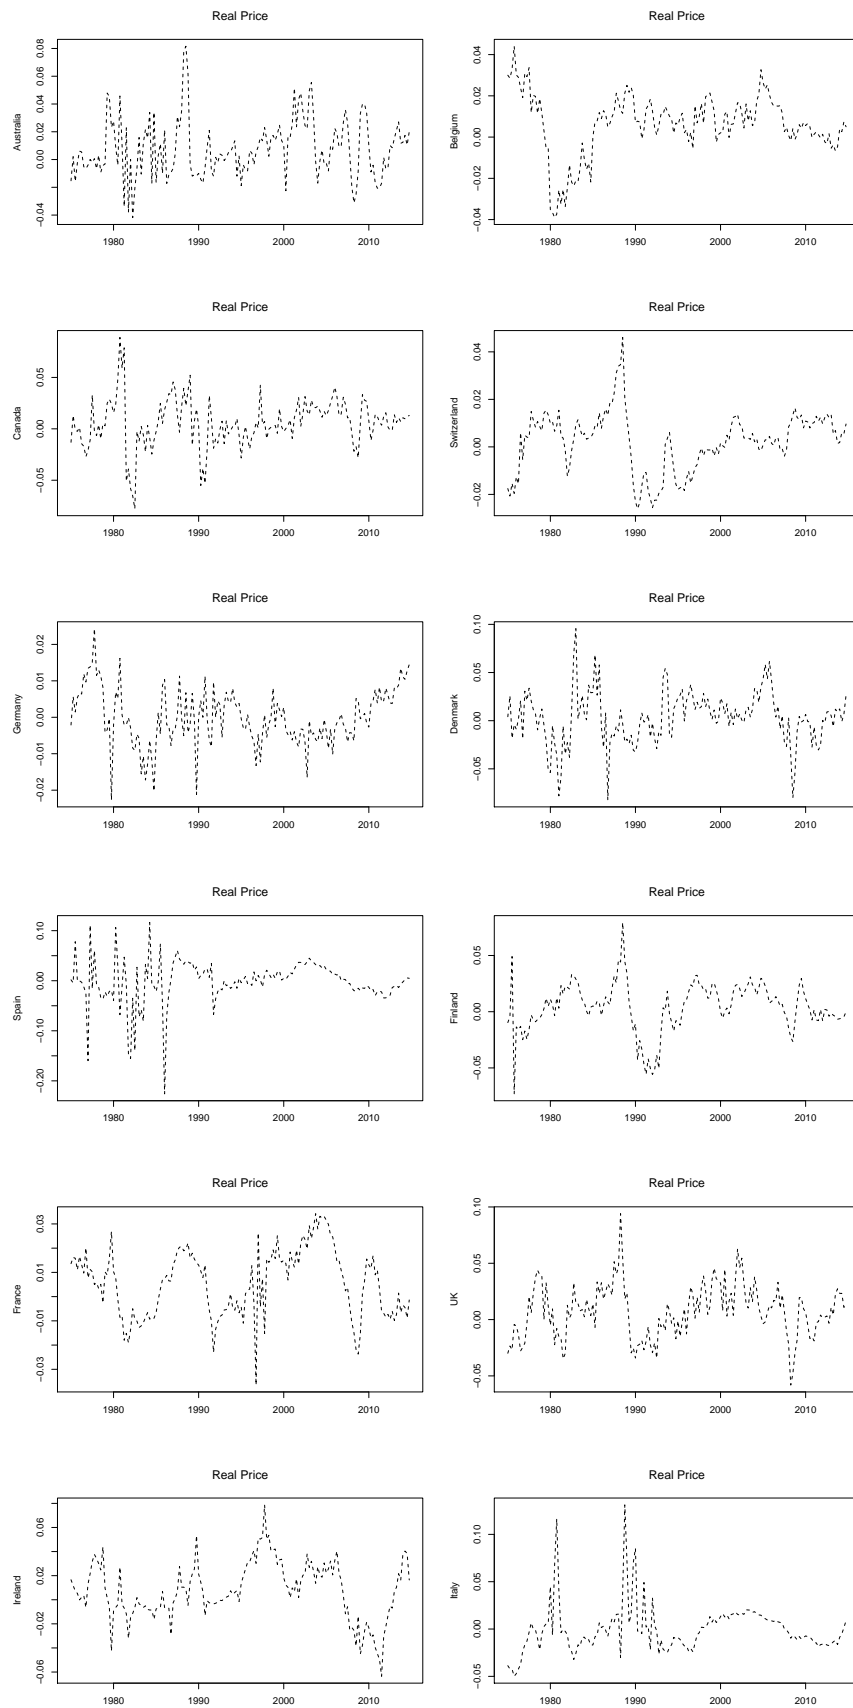 Real Price
Australia
−0.04 0.00 0.02 0.04 0.06 0.08
1980 1990 2000 2010
Real Price
Belgium
−0.04 −0.02 0.00 0.02 0.04
1980 1990 2000 2010
Real Price
Canada
−0.05 0.00 0.05
1980 1990 2000 2010
Real Price
Switzerland
−0.02 0.00 0.02 0.04
1980 1990 2000 2010
Real Price
Germany
−0.02 −0.01 0.00 0.01 0.02
1980 1990 2000 2010
Real Price
Denmark
−0.05 0.00 0.05 0.10
1980 1990 2000 2010
Real Price
Spain
−0.20 −0.10 0.00 0.10
1980 1990 2000 2010
Real Price
Finland
−0.05 0.00 0.05
1980 1990 2000 2010
Real Price
France
−0.03 −0.01 0.01 0.03
1980 1990 2000 2010
Real Price
UK
−0.05 0.00 0.05 0.10
1980 1990 2000 2010
Real Price
Ireland
−0.06 −0.02 0.02 0.06
1980 1990 2000 2010
Real Price
Italy
−0.05 0.00 0.05 0.10
1980 1990 2000 2010